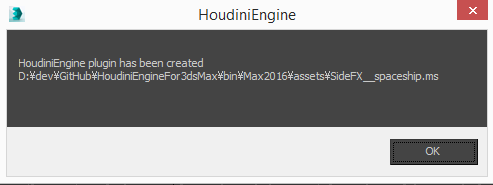 HoudiniEngine
HoudiniEngine plugin has been created
D:¥dev¥GitHub¥HoudiniEngineFor3dsMax¥bin¥Max2016¥assets¥SideFX__spaceship.ms
OK